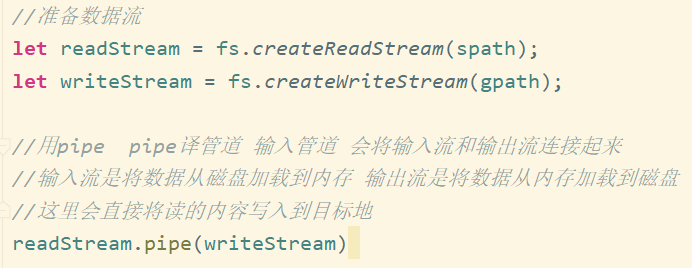 //准备数据流
let readStream = fs.createReadStream(spath);
let writeStream = fs.createWriteStream(gpath);
//用pipe  pipe译管道 输入管道 会将输入流和输出流连接起来
//输入流是将数据从磁盘加载到内存 输出流是将数据从内存加载到磁盘
//这里会直接将读的内容写入到目标地
readStream.pipe(writeStream)